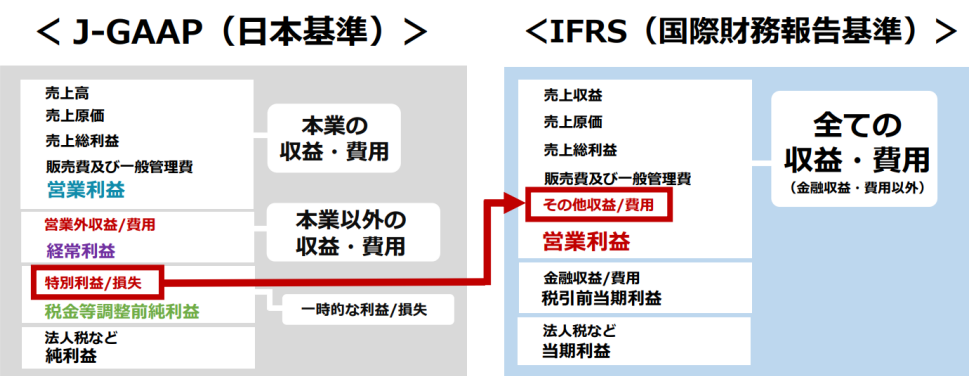 ＜ J-GAAP（日本基準）＞
売上高
売上原価
売上総利益
販売費及び一般管理費
営業利益
本業の
収益・費用
営業外収益/費用
経常利益
本業以外の
収益・費用
特別利益/損失
税金等調整前純利益
一時的な利益/損失
法人税など
純利益
＜IFRS（国際財務報告基準）＞
売上収益
売上原価
売上総利益
販売費及び一般管理費
その他収益/費用
営業利益
全ての
収益・費用
（金融収益・費用以外）
金融収益/費用
税引前当期利益
法人税など
当期利益